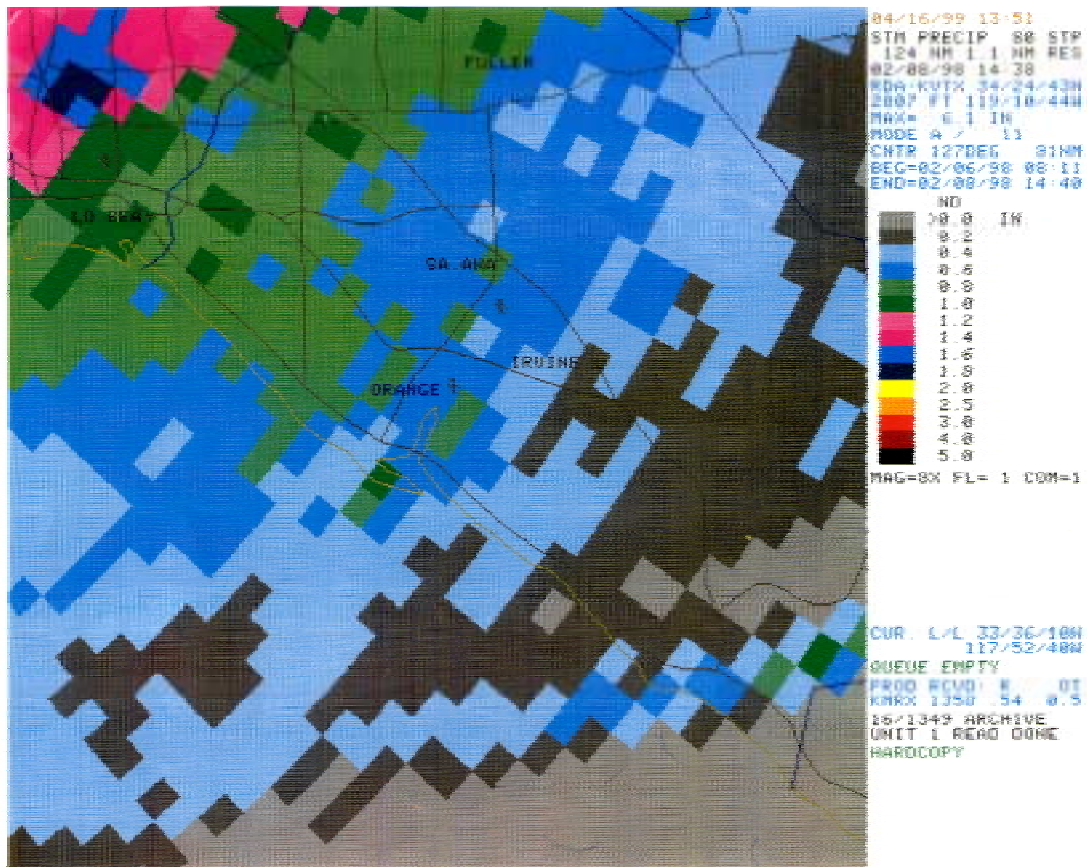 FULLER
LO BEAY
SA ANA
IRVINE
ORANGE
04/16/99 13:51
STM PRECIP 80 STP
124 NM 1.1 NM RES
02/08/98 14:38
RDA:KVTX 34/24/43N
2807 FT 119/10/44W
MAX= 6.1 IN
MODE A / 11
CNTR 127DEG 81NM
BEG=02/06/98 08:11
END=02/08/98 14:40
ND
>0.0 IN
0.2
0.4
0.6
0.8
1.0
1.2
1.4
1.6
1.8
2.0
2.5
3.0
4.0
5.0
MAG=8X FL= 1 COM=1
CUR. L/L 33/36/10N
117/52/40W
QUEUE EMPTY
PROD RCVD: R
KMRX 1358 .54 0.5
16/1349 ARCHIVE
UNIT 1 READ DONE
HARDCOPY